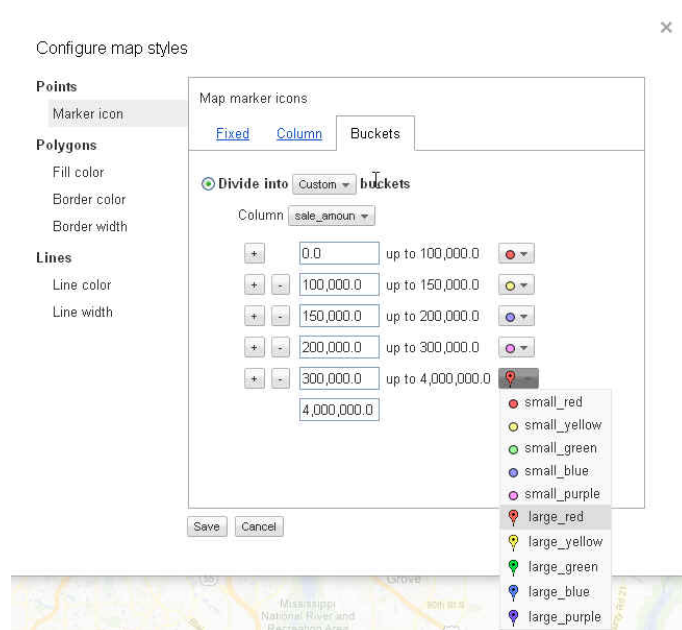 ×
Configure map styles
Points
Marker icon
Polygons
Fill color
Border color
Border width
Lines
Line color
Line width
Map marker icons
Fixed Column Buckets
Divide into Custom buckets
Column sale_amoun
+ 0.0 up to 100,000.0
+ - 100,000.0 up to 150,000.0
+ - 150,000.0 up to 200,000.0
+ - 200,000.0 up to 300,000.0
+ - 300,000.0 up to 4,000,000.0
4,000,000.0
small_red
small_yellow
small_green
small_blue
small_purple
large_red
large_yellow
large_green
large_blue
large_purple
Save Cancel
Grove
Mississippi
National River and
Recreation Area